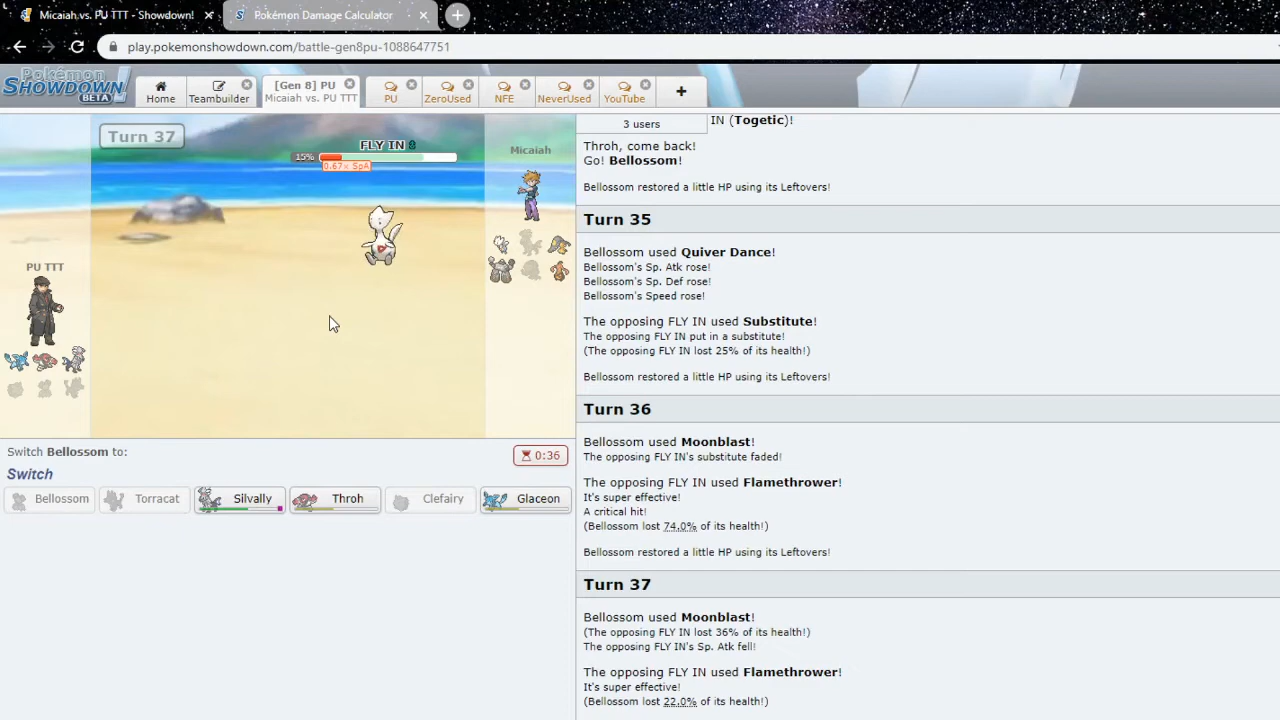 Micaiah vs. PU TTT - Showdown!
Pokémon Damage Calculator
play.pokemonshowdown.com/battle-gen8pu-1088647751
Pokémon
SHOWDOWN
BETA
Home
Teambuilder
[Gen 8] PU
Micaiah vs. PU TTT
PU
ZeroUsed
NFE
NeverUsed
YouTube
Turn 37
FLY IN
15%
0.67× SpA
Micaiah
PU TTT
Switch Bellossom to:
0:36
Switch
Bellossom
Torracat
Silvally
Throh
Clefairy
Glaceon
3 users
IN (Togetic)!
Throh, come back!
Go! Bellossom!
Bellossom restored a little HP using its Leftovers!
Turn 35
Bellossom used Quiver Dance!
Bellossom's Sp. Atk rose!
Bellossom's Sp. Def rose!
Bellossom's Speed rose!
The opposing FLY IN used Substitute!
The opposing FLY IN put in a substitute!
(The opposing FLY IN lost 25% of its health!)
Bellossom restored a little HP using its Leftovers!
Turn 36
Bellossom used Moonblast!
The opposing FLY IN's substitute faded!
The opposing FLY IN used Flamethrower!
It's super effective!
A critical hit!
(Bellossom lost 74.0% of its health!)
Bellossom restored a little HP using its Leftovers!
Turn 37
Bellossom used Moonblast!
(The opposing FLY IN lost 36% of its health!)
The opposing FLY IN's Sp. Atk fell!
The opposing FLY IN used Flamethrower!
It's super effective!
(Bellossom lost 22.0% of its health!)